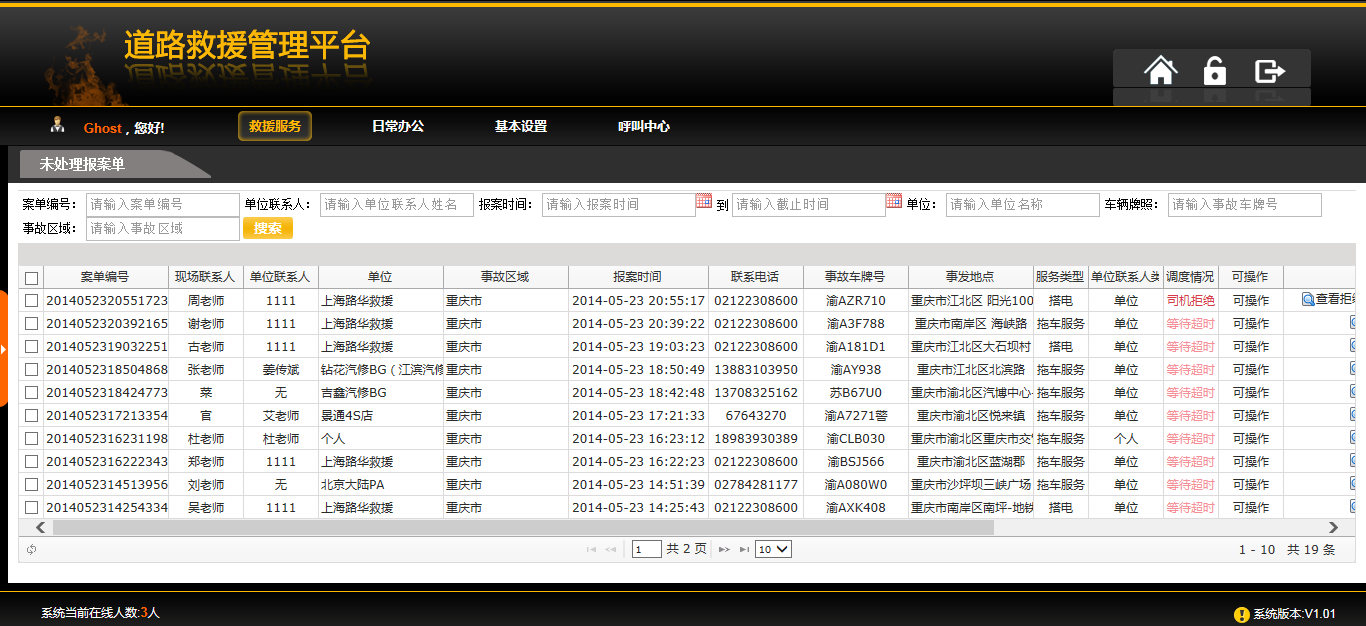 道路救援管理平台
Ghost，您好!	救援服务	日常办公	基本设置	呼叫中心
未处理报案单
案单编号： 请输入案单编号 单位联系人： 请输入单位联系人姓名 报案时间： 请输入报案时间 到 请输入截止时间 单位： 请输入单位名称 车辆牌照： 请输入事故车牌号
事故区域： 请输入事故区域 搜索
案单编号 现场联系人 单位联系人 单位 事故区域 报案时间 联系电话 事故车牌号 事发地点 服务类型 单位联系人类 调度情况 可操作
2014052320551723 周老师 1111 上海路华救援 重庆市 2014-05-23 20:55:17 02122308600 渝AZR710 重庆市江北区 阳光100 搭电 单位 司机拒绝 可操作 查看拒
2014052320392165 谢老师 1111 上海路华救援 重庆市 2014-05-23 20:39:22 02122308600 渝A3F788 重庆市南岸区 海峡路 拖车服务 单位 等待超时 可操作
2014052319032251 古老师 1111 上海路华救援 重庆市 2014-05-23 19:03:23 02122308600 渝A181D1 重庆市江北区大石坝村 搭电 单位 等待超时 可操作
2014052318504868 张老师 姜传斌 钻花汽修BG（江滨汽修 重庆市 2014-05-23 18:50:49 13883103950 渝AY938 重庆市江北区北滨路 拖车服务 单位 等待超时 可操作
2014052318424773 菜 无 吉鑫汽修BG 重庆市 2014-05-23 18:42:48 13708325162 苏B67U0 重庆市渝北区汽博中心- 拖车服务 单位 等待超时 可操作
2014052317213354 官 艾老师 景通4S店 重庆市 2014-05-23 17:21:33 67643270 渝A7271警 重庆市渝北区悦来镇 拖车服务 单位 等待超时 可操作
2014052316231198 杜老师 杜老师 个人 重庆市 2014-05-23 16:23:12 18983930389 渝CLB030 重庆市渝北区重庆市交 拖车服务 个人 等待超时 可操作
2014052316222343 郑老师 1111 上海路华救援 重庆市 2014-05-23 16:22:23 02122308600 渝BSJ566 重庆市渝北区蓝湖郡 拖车服务 单位 等待超时 可操作
2014052314513956 刘老师 无 北京大陆PA 重庆市 2014-05-23 14:51:39 02784281177 渝A080W0 重庆市沙坪坝三峡广场 拖车服务 单位 等待超时 可操作
2014052314254334 吴老师 1111 上海路华救援 重庆市 2014-05-23 14:25:43 02122308600 渝AXK408 重庆市南岸区南坪-地铁 搭电 单位 等待超时 可操作
1 共 2 页 10 1 - 10 共 19 条
系统当前在线人数:3人 系统版本:V1.01